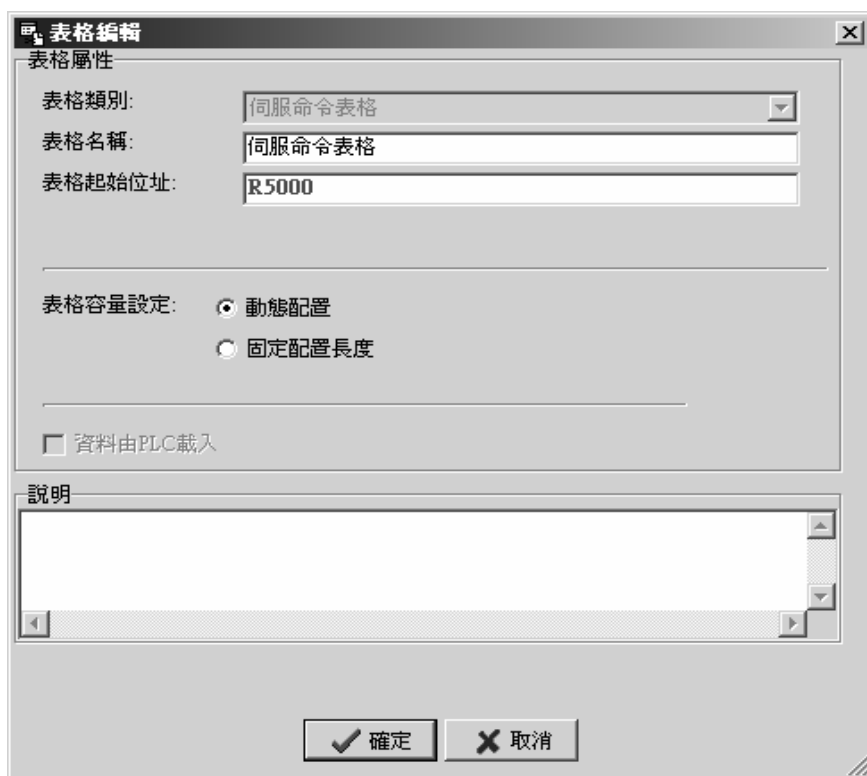 表格編輯
表格屬性
表格類別: 伺服命令表格
表格名稱: 伺服命令表格
表格起始位址: R5000
表格容量設定: 動態配置
固定配置長度
資料由PLC載入
說明
確定 取消